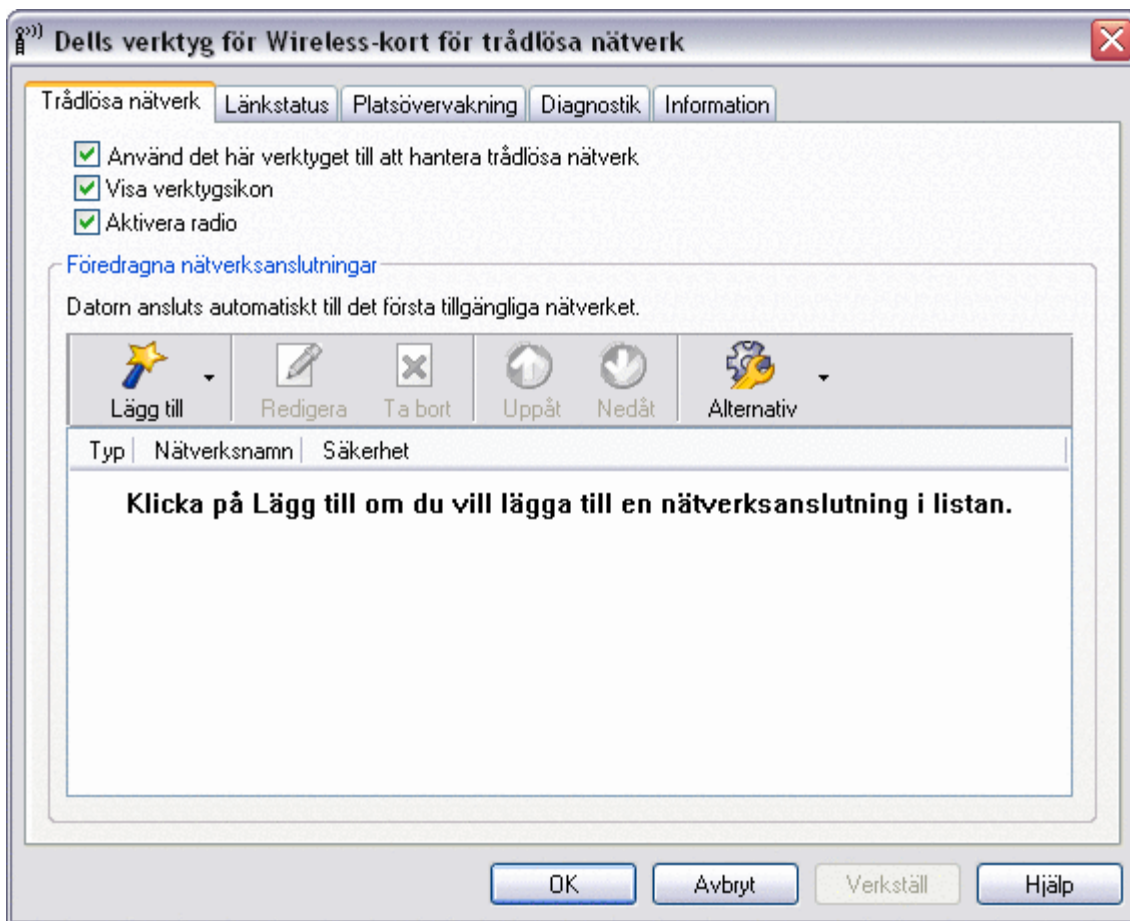 Dells verktyg för Wireless-kort för trådlösa nätverk
Trådlösa nätverk Länkstatus Platsövervakning Diagnostik Information
Använd det här verktyget till att hantera trådlösa nätverk
Visa verktygsikon
Aktivera radio
Föredragna nätverksanslutningar
Datorn ansluts automatiskt till det första tillgängliga nätverket.
Lägg till Redigera Ta bort Uppåt Nedåt Alternativ
Typ Nätverksnamn Säkerhet
Klicka på Lägg till om du vill lägga till en nätverksanslutning i listan.
OK Avbryt Verkställ Hjälp